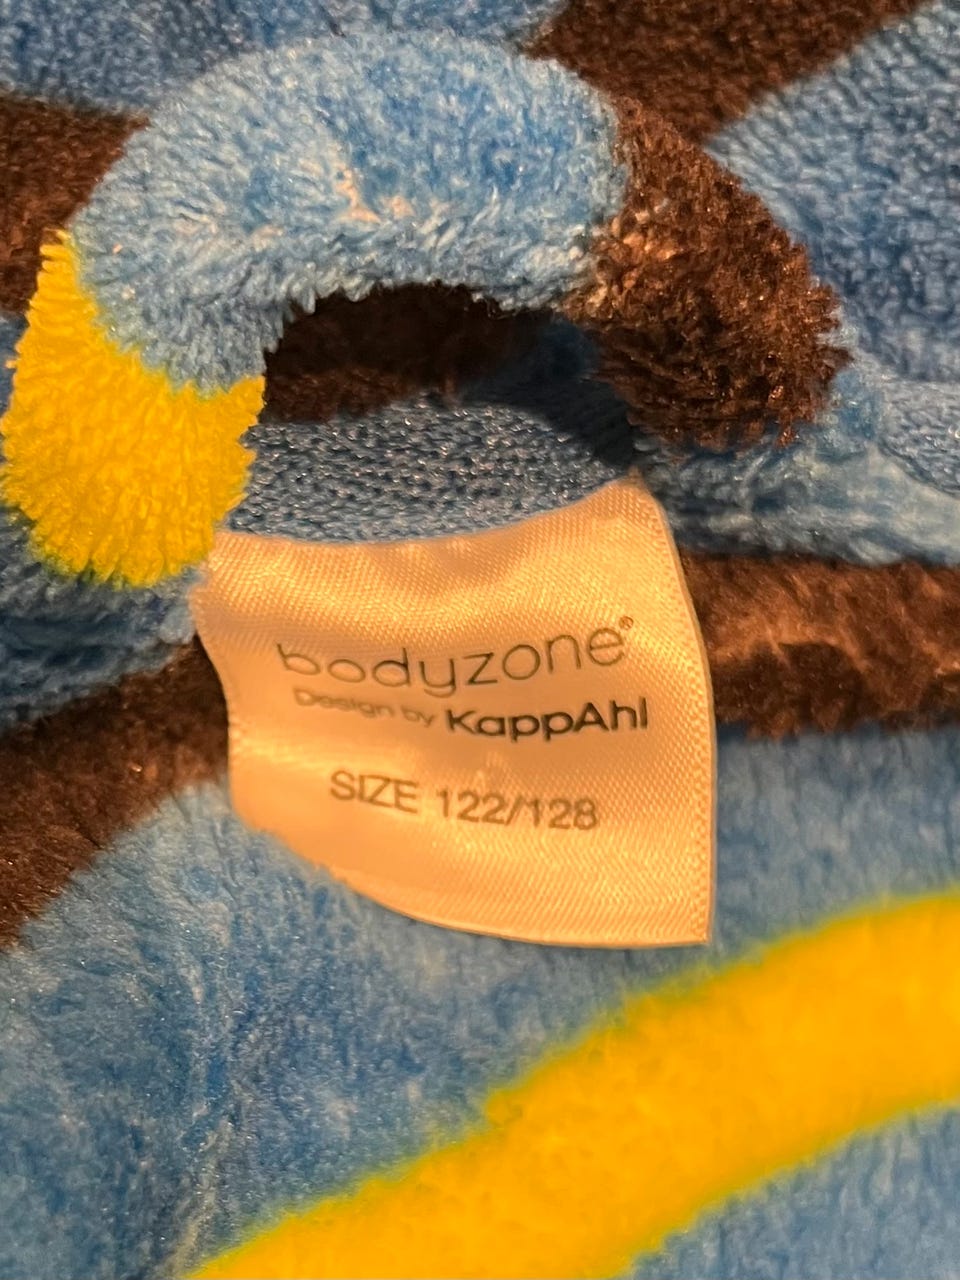 bodyzone®
Design by KappAhl
SIZE 122/128